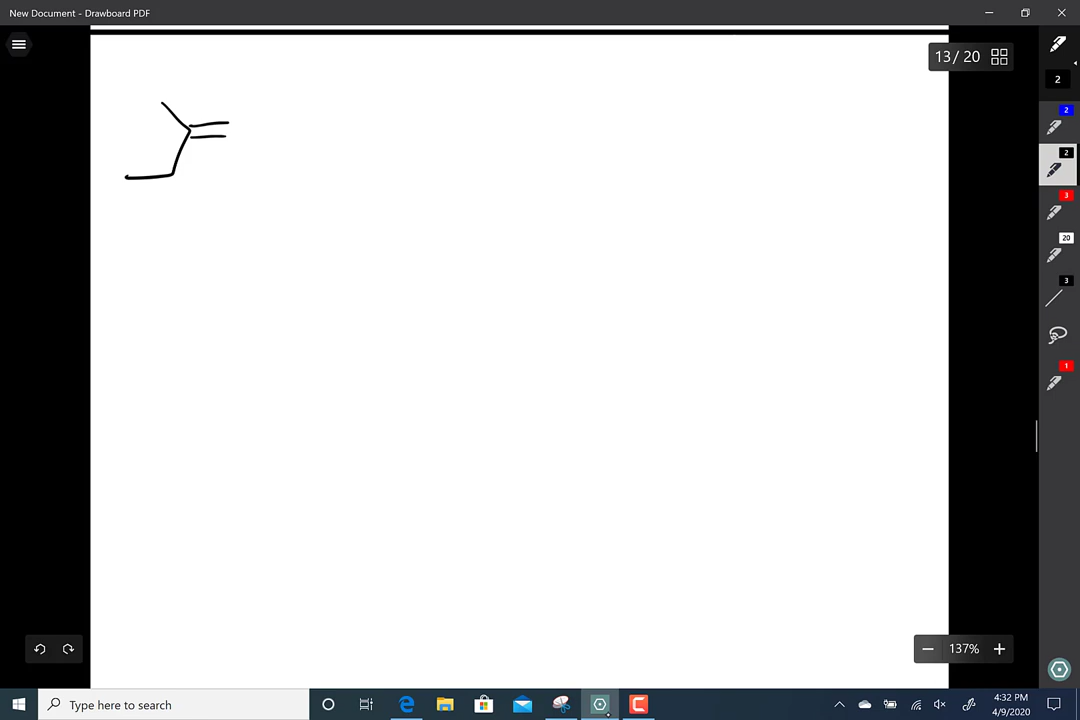 New Document - Drawboard PDF
13 / 20
2
2
2
3
20
3
1
137%
Type here to search
4:32 PM
4/9/2020